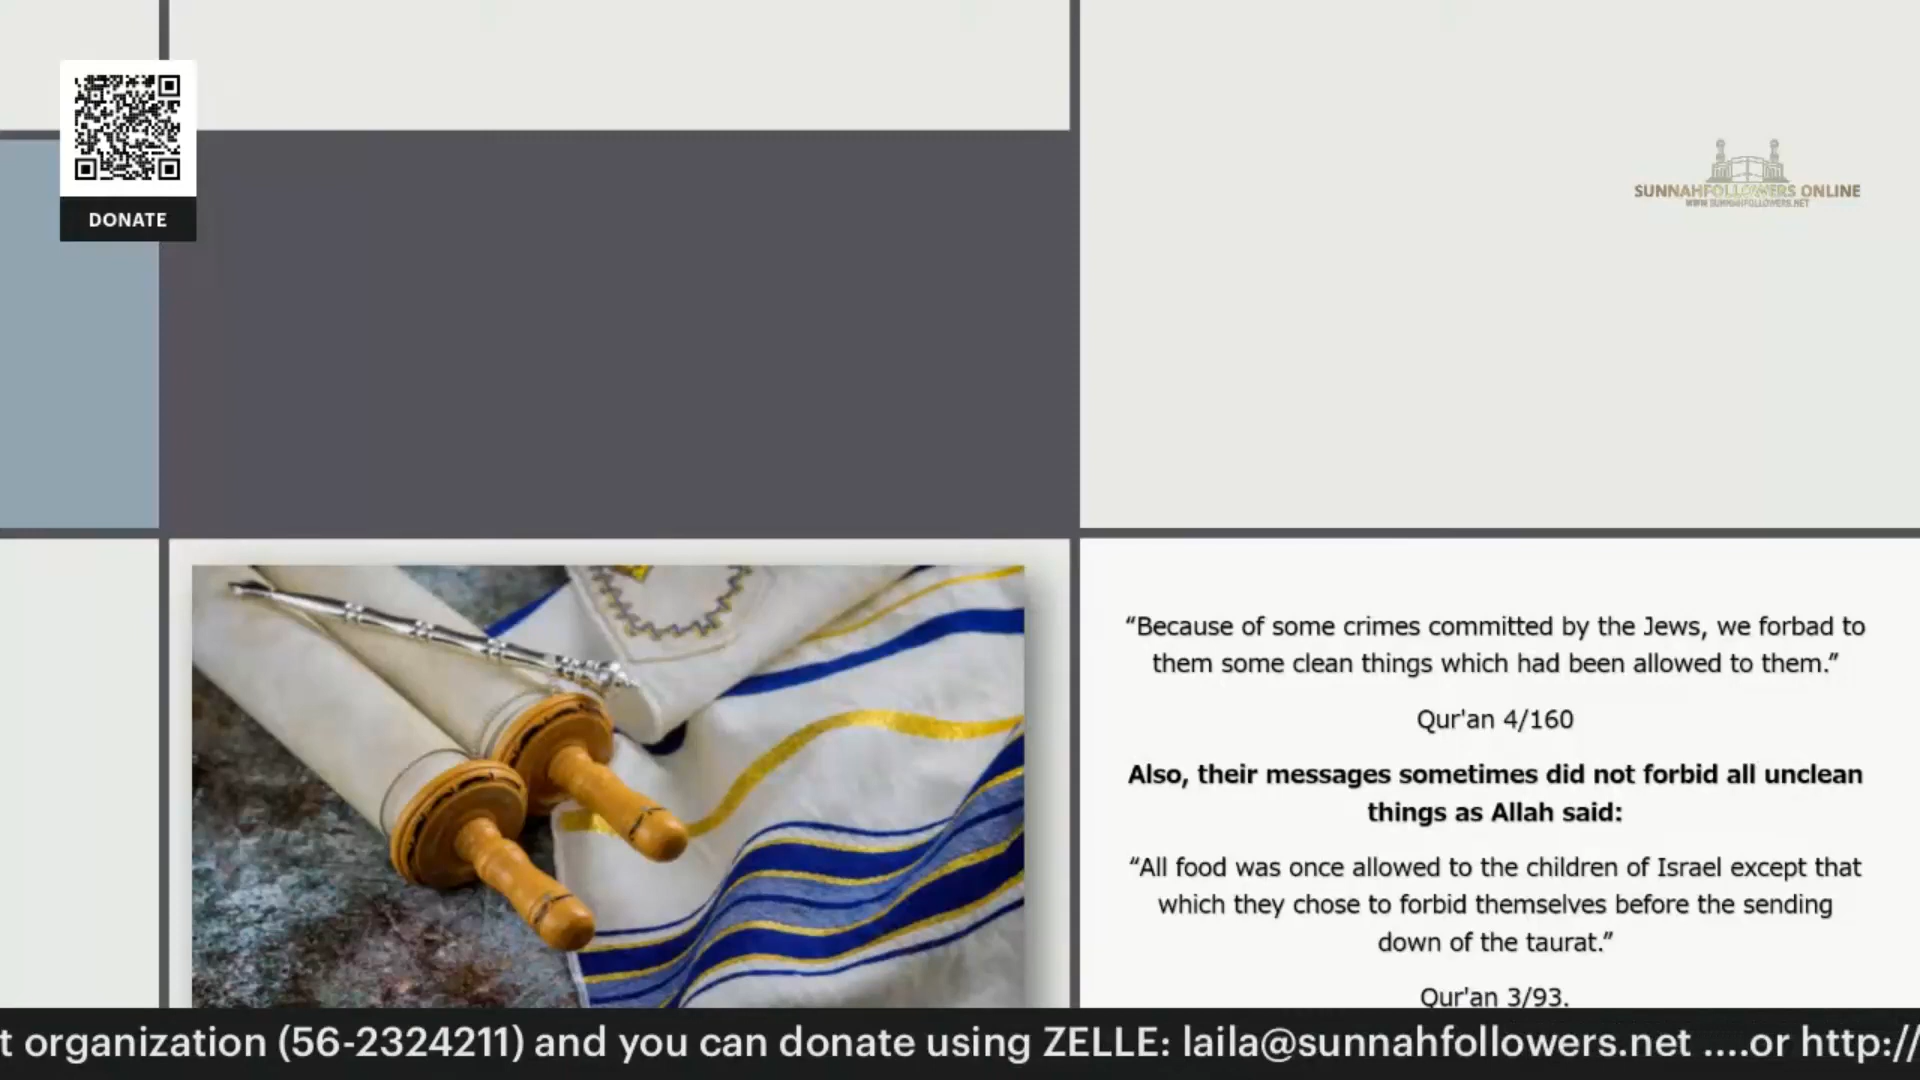 DONATE
SUNNAHFOLLOWERS ONLINE
WWW.SUNNAHFOLLOWERS.NET
“Because of some crimes committed by the Jews, we forbad to
them some clean things which had been allowed to them.”
Qur'an 4/160
Also, their messages sometimes did not forbid all unclean
things as Allah said:
“All food was once allowed to the children of Israel except that
which they chose to forbid themselves before the sending
down of the taurat.”
Qur'an 3/93.
t organization (56-2324211) and you can donate using ZELLE: laila@sunnahfollowers.net ....or http://